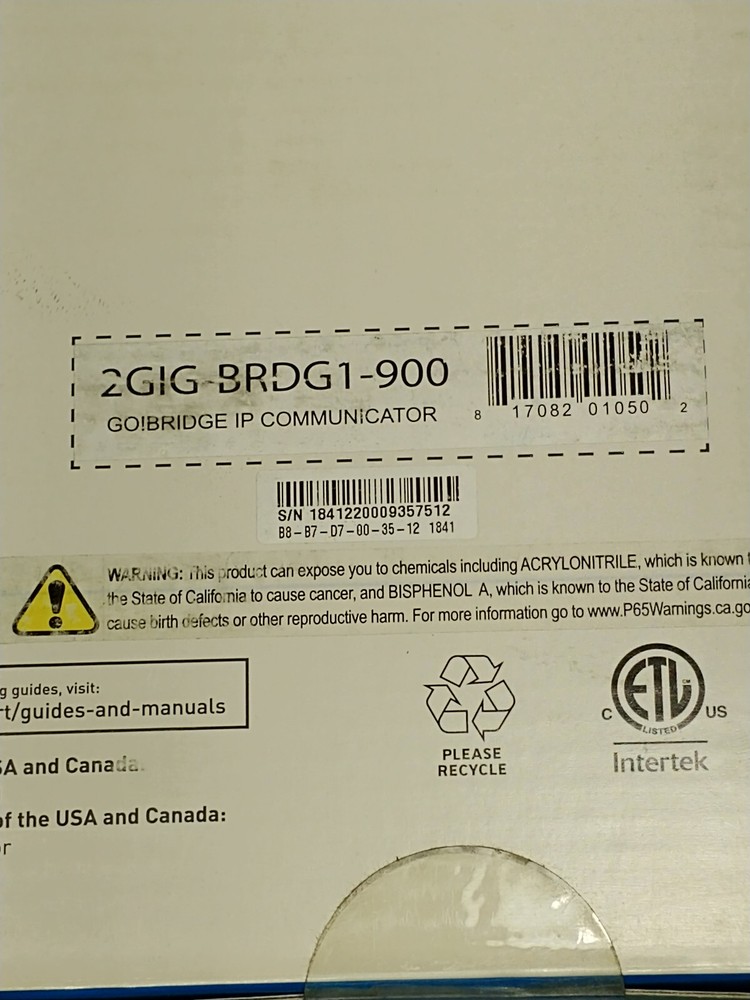 2GIG-BRDG1-900
GO!BRIDGE IP COMMUNICATOR
8 17082 01050 2
S/N 1841220009357512
B8-B7-D7-00-35-12 1841
WARNING: This product can expose you to chemicals including ACRYLONITRILE, which is known
the State of California to cause cancer, and BISPHENOL A, which is known to the State of California
cause birth defects or other reproductive harm. For more information go to www.P65Warnings.ca.go
g guides, visit:
rt/guides-and-manuals
SA and Canada.
of the USA and Canada:
or
PLEASE
RECYCLE
ETL
CM
LISTED
C US
Intertek